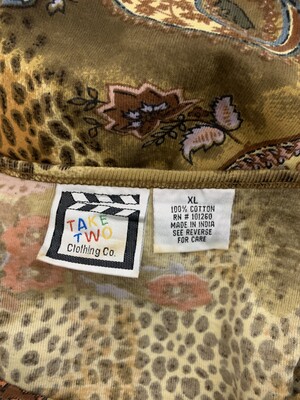 TAKE
TWO
Clothing Co.
XL
100% COTTON
RN # 101260
MADE IN INDIA
SEE REVERSE
FOR CARE